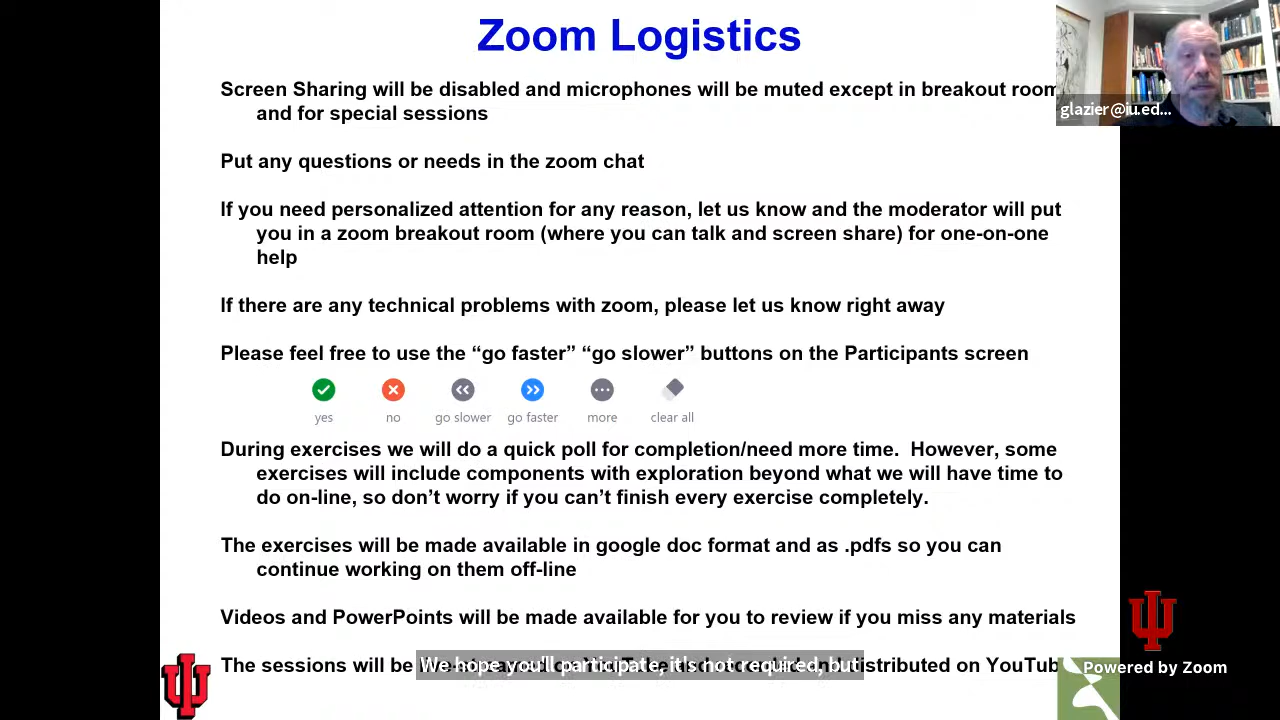 Zoom Logistics
Screen Sharing will be disabled and microphones will be muted except in breakout room
and for special sessions
glazier@iu.ed...
Put any questions or needs in the zoom chat
If you need personalized attention for any reason, let us know and the moderator will put
you in a zoom breakout room (where you can talk and screen share) for one-on-one
help
If there are any technical problems with zoom, please let us know right away
Please feel free to use the “go faster” “go slower” buttons on the Participants screen
yes no go slower go faster more clear all
During exercises we will do a quick poll for completion/need more time. However, some
exercises will include components with exploration beyond what we will have time to
do on-line, so don’t worry if you can’t finish every exercise completely.
The exercises will be made available in google doc format and as .pdfs so you can
continue working on them off-line
Videos and PowerPoints will be made available for you to review if you miss any materials
The sessions will be distributed on YouTub
We hope you'll participate, it's not required, but
Powered by Zoom